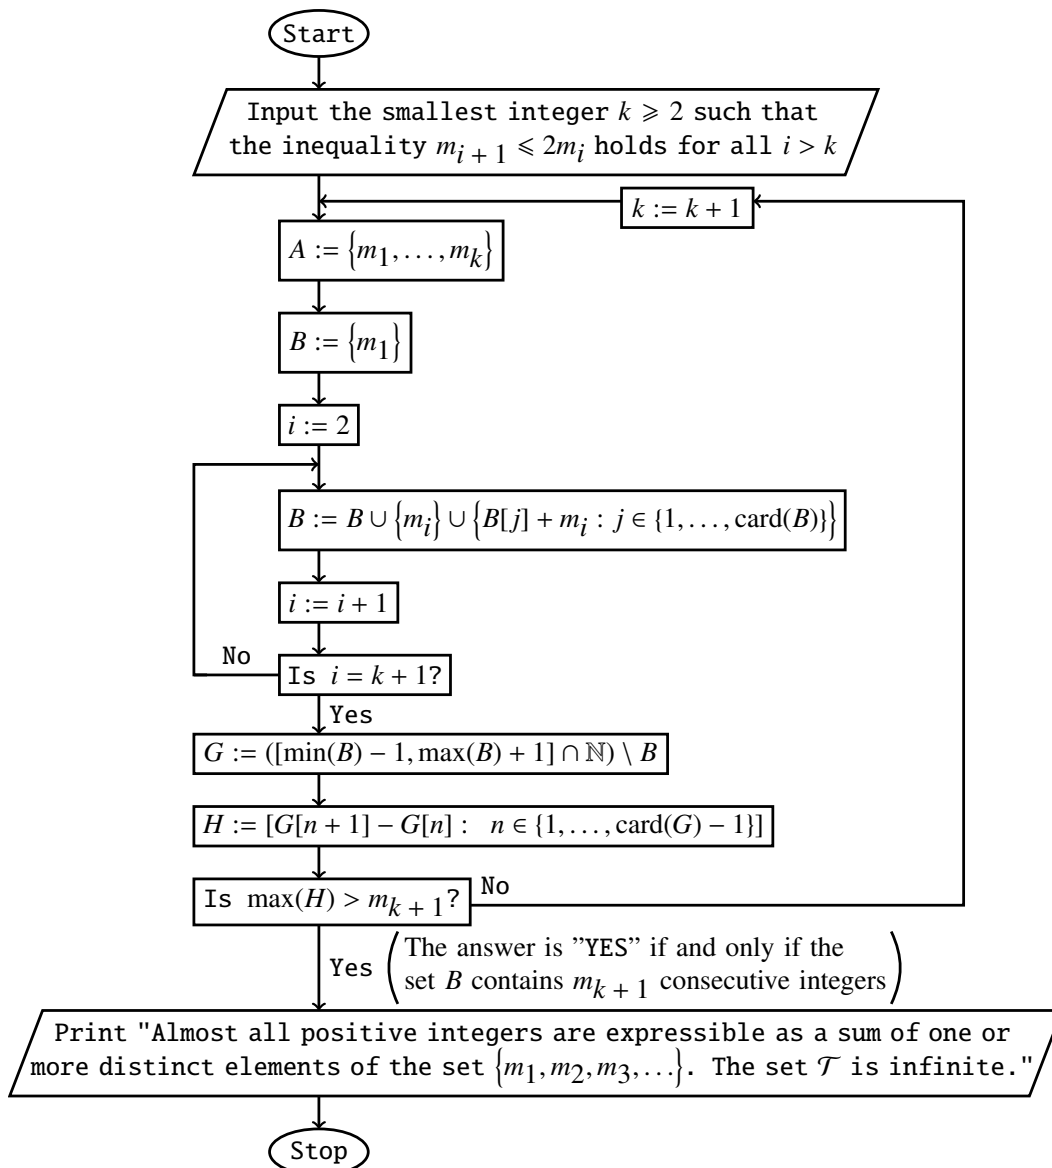 Start
Input the smallest integer k ⩾ 2 such that
the inequality m_{i+1} ⩽ 2m_i holds for all i > k
k := k + 1
A := {m_1, . . . , m_k}
B := {m_1}
i := 2
B := B ∪ {m_i} ∪ {B[j] + m_i : j ∈ {1, . . . , card(B)}}
i := i + 1
No
Is i = k + 1?
Yes
G := ([min(B) − 1, max(B) + 1] ∩ ℕ) \ B
H := [G[n + 1] − G[n] : n ∈ {1, . . . , card(G) − 1}]
Is max(H) > m_{k+1}?
No
Yes
(The answer is "YES" if and only if the
set B contains m_{k+1} consecutive integers)
Print "Almost all positive integers are expressible as a sum of one or
more distinct elements of the set {m_1, m_2, m_3, . . .}. The set 𝒯 is infinite."
Stop